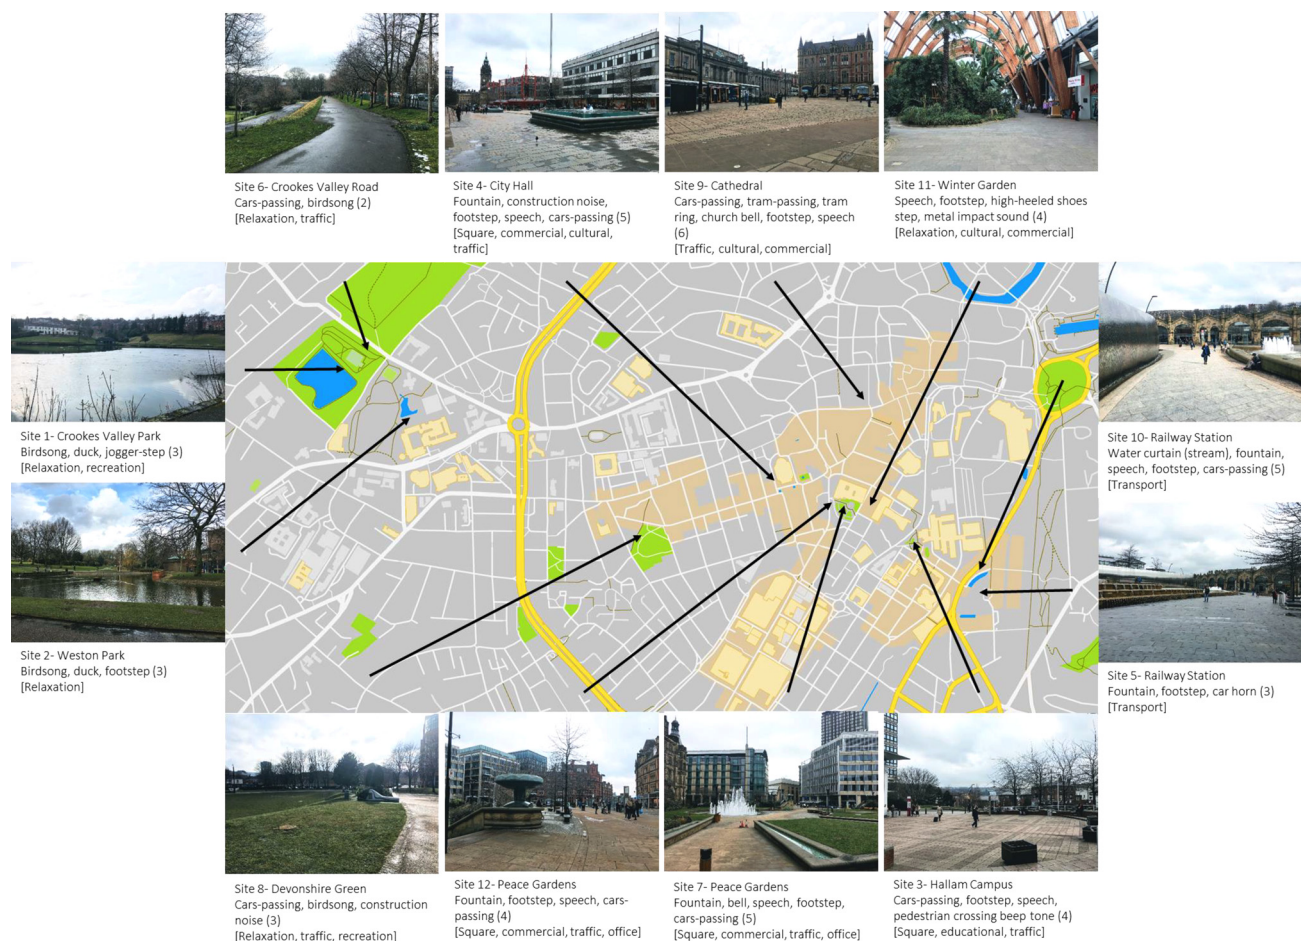 Site 6- Crookes Valley Road
Cars-passing, birdsong (2)
[Relaxation, traffic]
Site 4- City Hall
Fountain, construction noise,
footstep, speech, cars-passing (5)
[Square, commercial, cultural,
traffic]
Site 9- Cathedral
Cars-passing, tram-passing, tram
ring, church bell, footstep, speech
(6)
[Traffic, cultural, commercial]
Site 11- Winter Garden
Speech, footstep, high-heeled shoes
step, metal impact sound (4)
[Relaxation, cultural, commercial]
Site 1- Crookes Valley Park
Birdsong, duck, jogger-step (3)
[Relaxation, recreation]
Site 10- Railway Station
Water curtain (stream), fountain,
speech, footstep, cars-passing (5)
[Transport]
Site 2- Weston Park
Birdsong, duck, footstep (3)
[Relaxation]
Site 5- Railway Station
Fountain, footstep, car horn (3)
[Transport]
Site 8- Devonshire Green
Cars-passing, birdsong, construction
noise (3)
[Relaxation, traffic, recreation]
Site 12- Peace Gardens
Fountain, footstep, speech, cars-
passing (4)
[Square, commercial, traffic, office]
Site 7- Peace Gardens
Fountain, bell, speech, footstep,
cars-passing (5)
[Square, commercial, traffic, office]
Site 3- Hallam Campus
Cars-passing, footstep, speech,
pedestrian crossing beep tone (4)
[Square, educational, traffic]